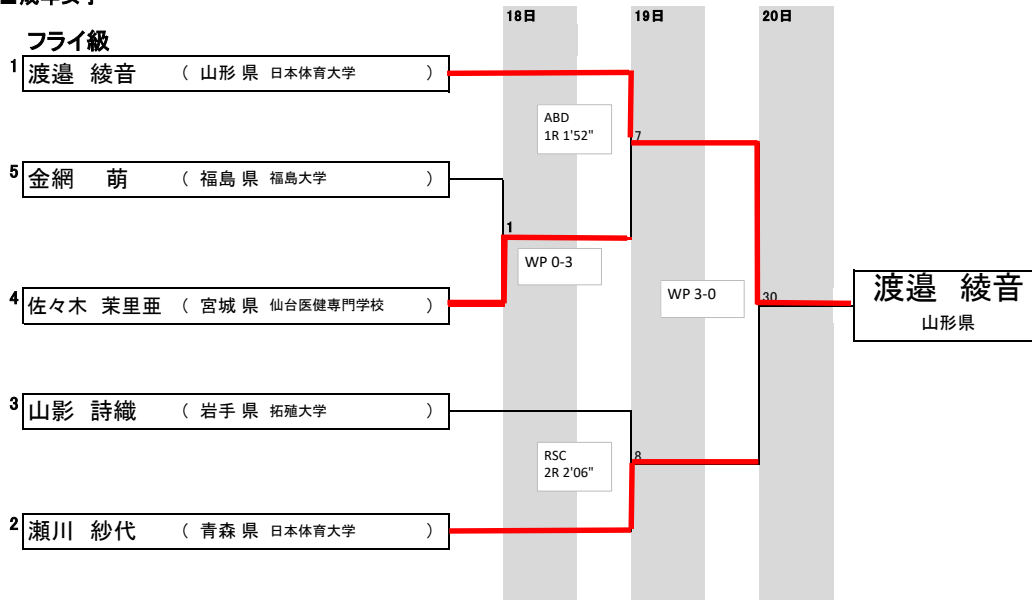 18日 19日 20日
フライ級
1 渡邉 綾音 ( 山形 県 日本体育大学 )
ABD
1R 1'52"
7
5 金網 萌 ( 福島 県 福島大学 )
1
WP 0-3
4 佐々木 茉里亜 ( 宮城 県 仙台医健専門学校 )
WP 3-0
30
渡邉 綾音
山形県
3 山影 詩織 ( 岩手 県 拓殖大学 )
RSC
2R 2'06"
8
2 瀬川 紗代 ( 青森 県 日本体育大学 )